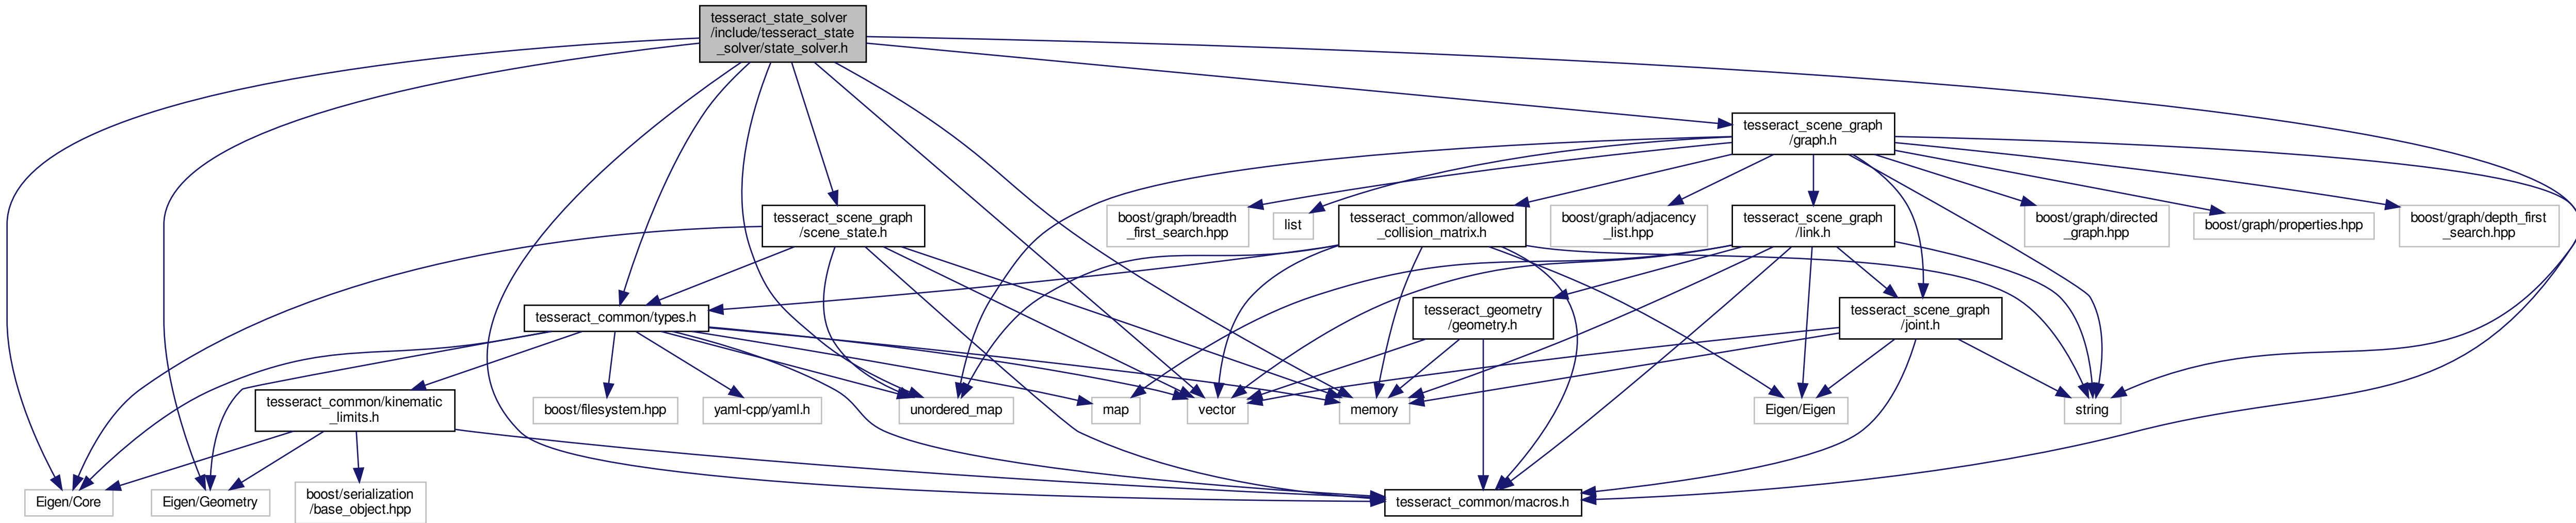 tesseract_state_solver
/include/tesseract_state
_solver/state_solver.h
tesseract_scene_graph
/graph.h
tesseract_scene_graph
/scene_state.h
boost/graph/breadth
_first_search.hpp
list
tesseract_common/allowed
_collision_matrix.h
boost/graph/adjacency
_list.hpp
tesseract_scene_graph
/link.h
boost/graph/directed
_graph.hpp
boost/graph/properties.hpp
boost/graph/depth_first
_search.hpp
tesseract_common/types.h
tesseract_geometry
/geometry.h
tesseract_scene_graph
/joint.h
tesseract_common/kinematic
_limits.h
boost/filesystem.hpp
yaml-cpp/yaml.h
unordered_map
map
vector
memory
Eigen/Eigen
string
Eigen/Core
Eigen/Geometry
boost/serialization
/base_object.hpp
tesseract_common/macros.h